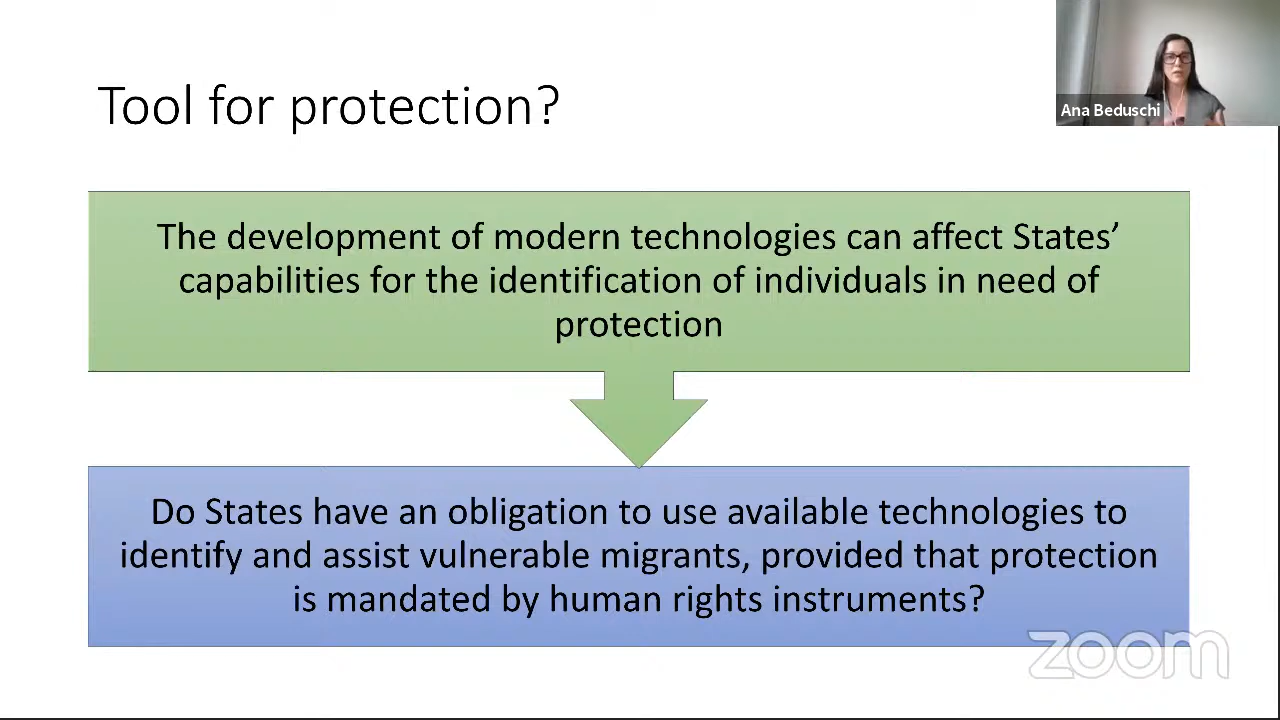 Tool for protection?
Ana Beduschi
The development of modern technologies can affect States’
capabilities for the identification of individuals in need of
protection
Do States have an obligation to use available technologies to
identify and assist vulnerable migrants, provided that protection
is mandated by human rights instruments?
zoom